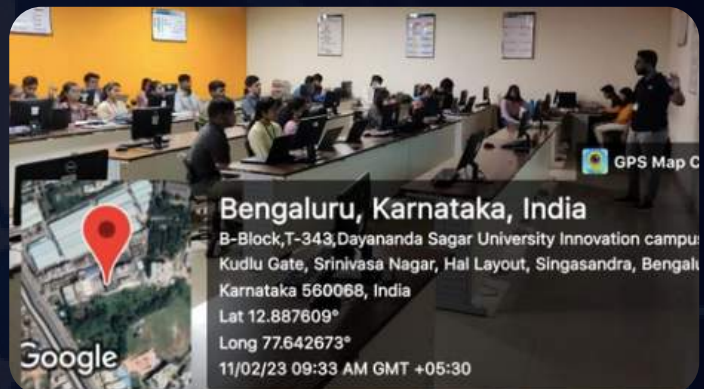 GPS Map C
Bengaluru, Karnataka, India
B-Block,T-343,Dayananda Sagar University Innovation campus
Kudlu Gate, Srinivasa Nagar, Hal Layout, Singasandra, Bengalu
Karnataka 560068, India
Lat 12.887609°
Long 77.642673°
11/02/23 09:33 AM GMT +05:30
Google